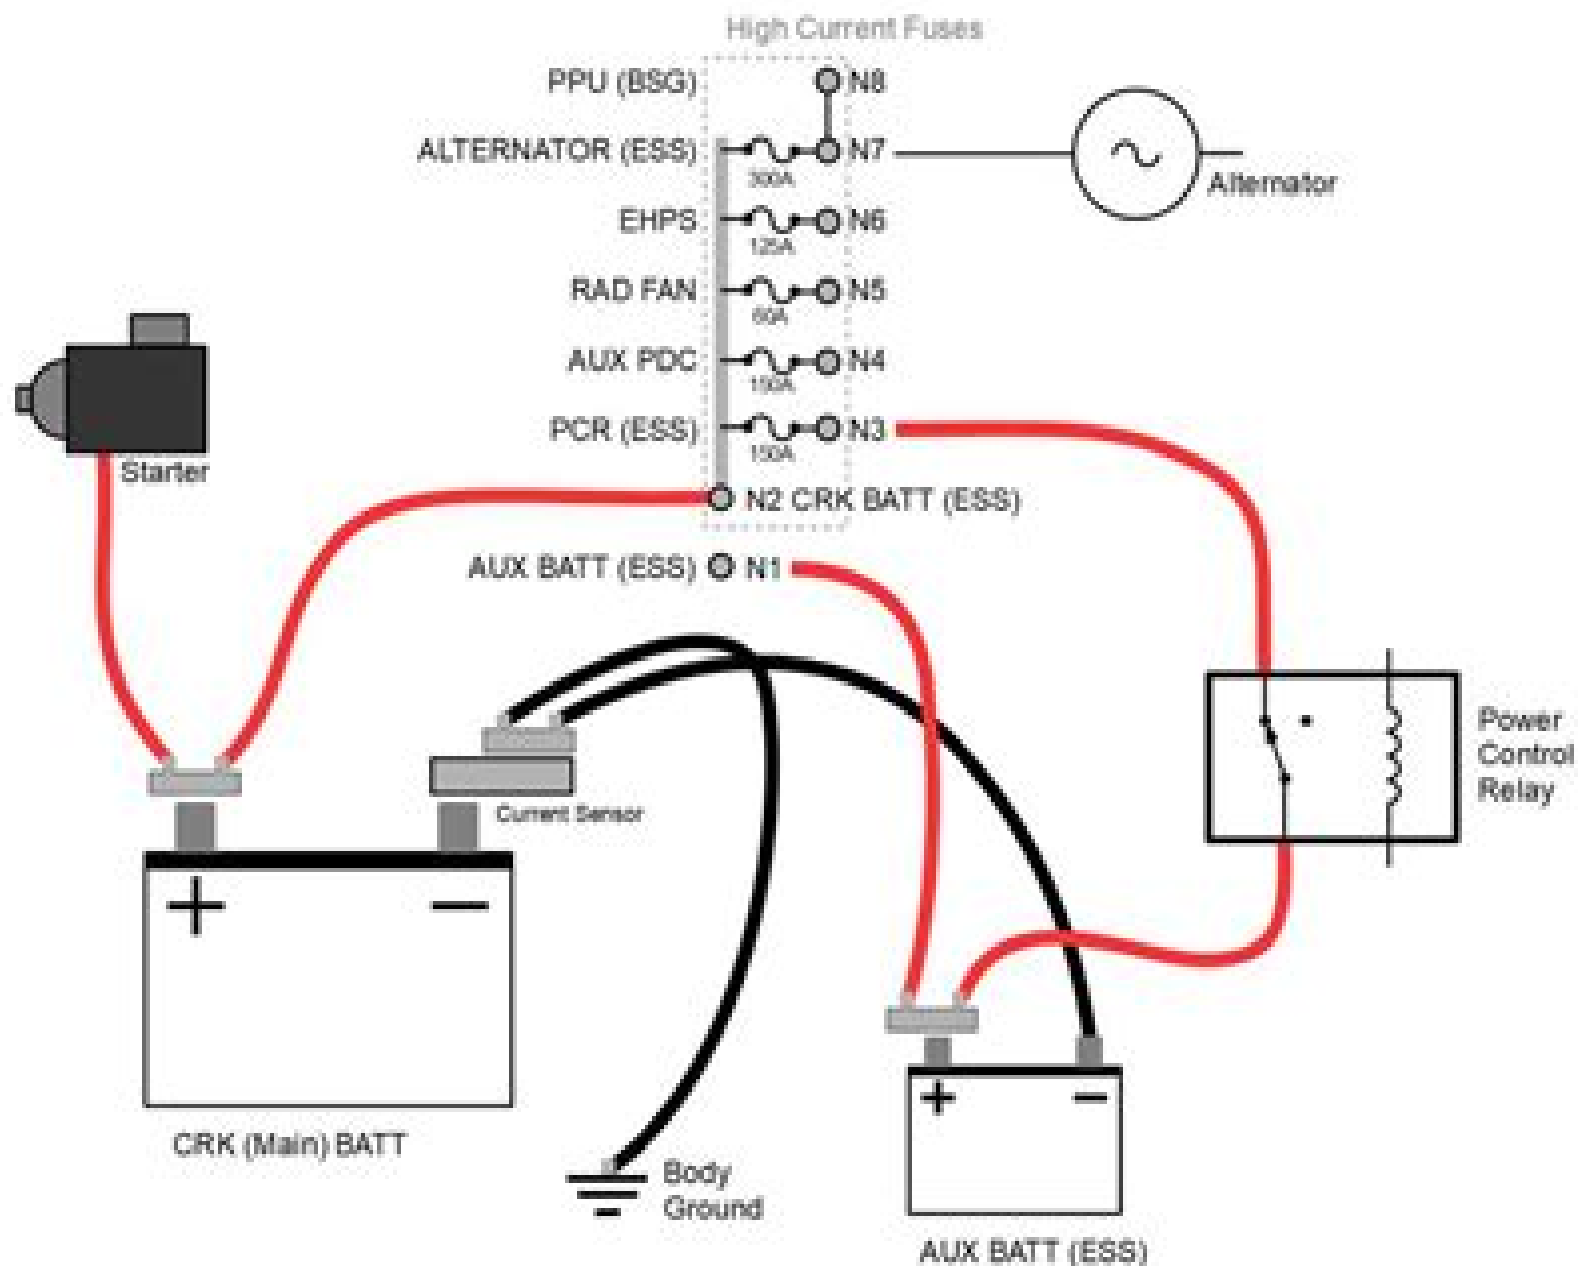 High Current Fuses
PPU (BSG) N8
ALTERNATOR (ESS) N7
300A
Alternator
EHPS N6
125A
RAD FAN N5
60A
AUX PDC N4
150A
PCR (ESS) N3
150A
Starter
N2 CRK BATT (ESS)
AUX BATT (ESS) N1
Power
Control
Relay
Current Sensor
+ −
+ −
CRK (Main) BATT
Body
Ground
AUX BATT (ESS)